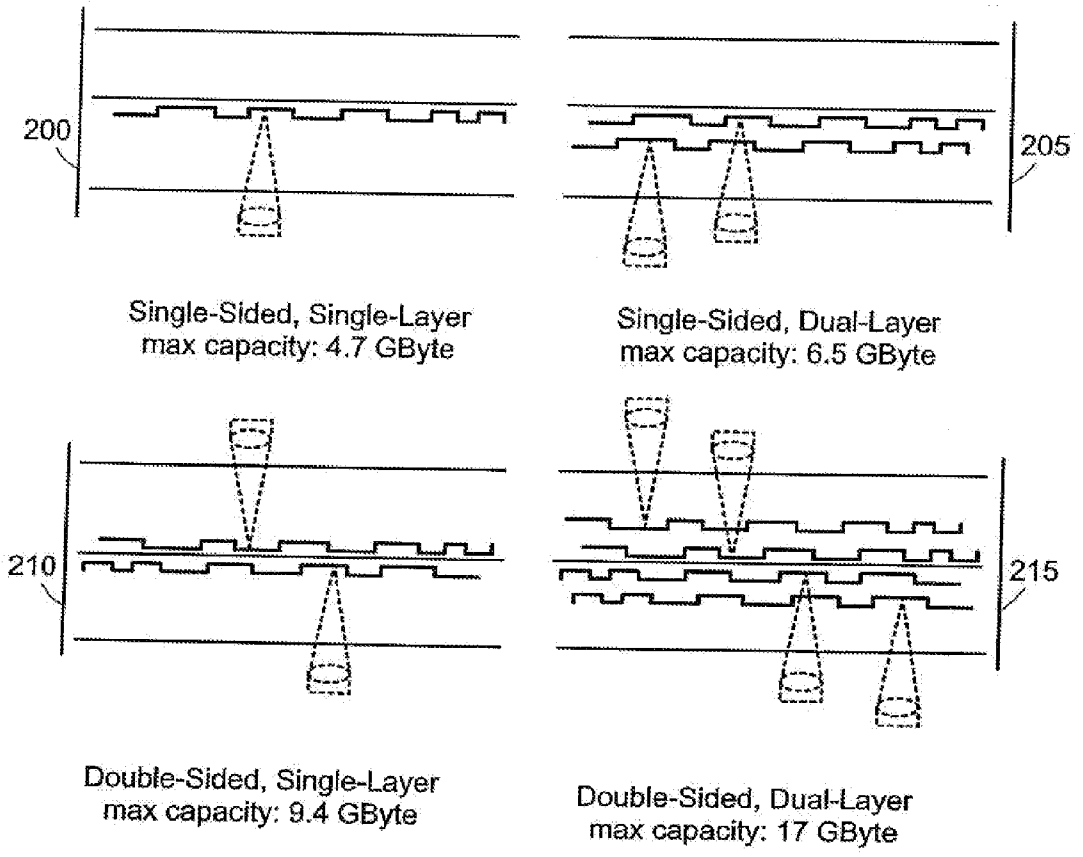 200
205
Single-Sided, Single-Layer
max capacity: 4.7 GByte
Single-Sided, Dual-Layer
max capacity: 6.5 GByte
210
215
Double-Sided, Single-Layer
max capacity: 9.4 GByte
Double-Sided, Dual-Layer
max capacity: 17 GByte